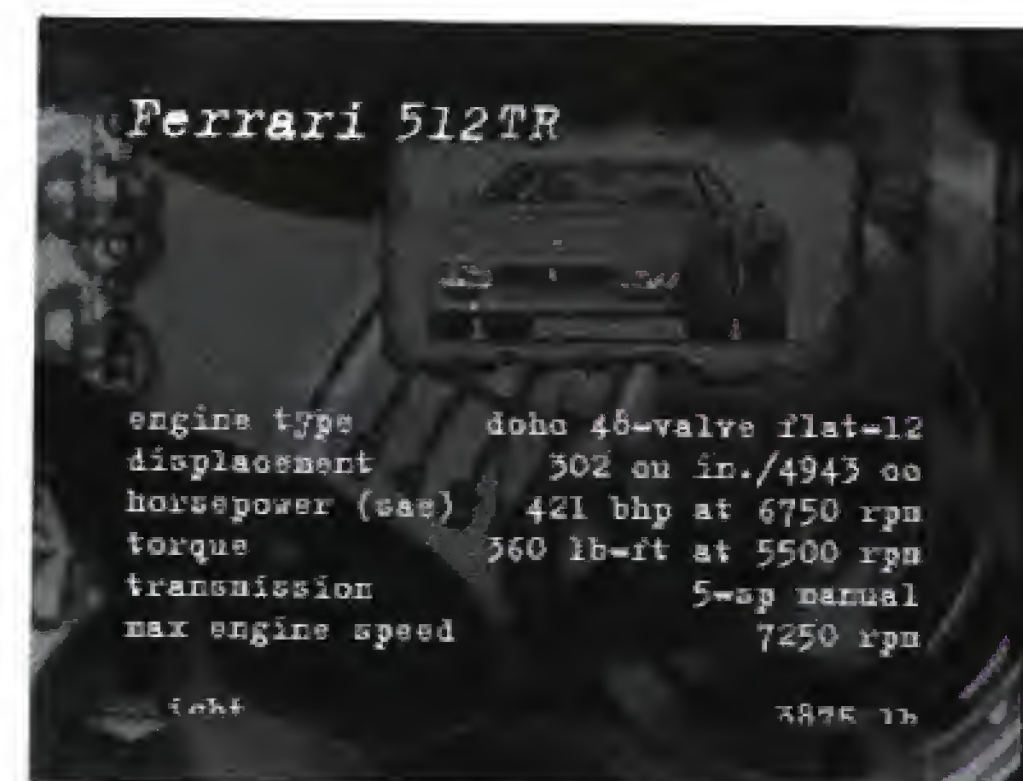 Ferrari 512TR
engine type dohc 48-valve flat-12
displacement 302 cu in./4943 cc
horsepower (sae) 421 bhp at 6750 rpm
torque 360 lb-ft at 5500 rpm
transmission 5-sp manual
max engine speed 7250 rpm
3875 lb